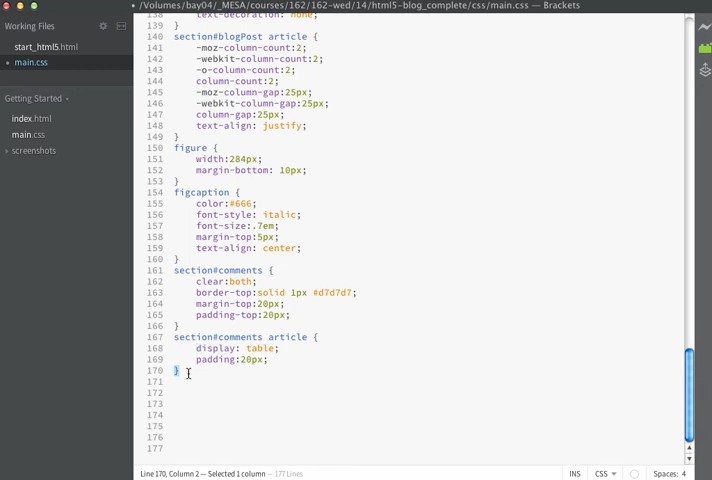 • /Volumes/bay04/_MESA/courses/162/162-wed/14/html5-blog_complete/css/main.css — Brackets
Working Files
start_html5.html
• main.css
Getting Started
index.html
main.css
› screenshots
138 text-decoration: none;
139 }
140 section#blogPost article {
141 -moz-column-count:2;
142 -webkit-column-count:2;
143 -o-column-count:2;
144 column-count:2;
145 -moz-column-gap:25px;
146 -webkit-column-gap:25px;
147 column-gap:25px;
148 text-align: justify;
149 }
150 figure {
151 width:284px;
152 margin-bottom: 10px;
153 }
154 figcaption {
155 color:#666;
156 font-style: italic;
157 font-size:.7em;
158 margin-top:5px;
159 text-align: center;
160 }
161 section#comments {
162 clear:both;
163 border-top:solid 1px #d7d7d7;
164 margin-top:20px;
165 padding-top:20px;
166 }
167 section#comments article {
168 display: table;
169 padding:20px;
170 }
171
172
173
174
175
176
177
Line 170, Column 2 — Selected 1 column — 177 Lines
INS
CSS
Spaces: 4